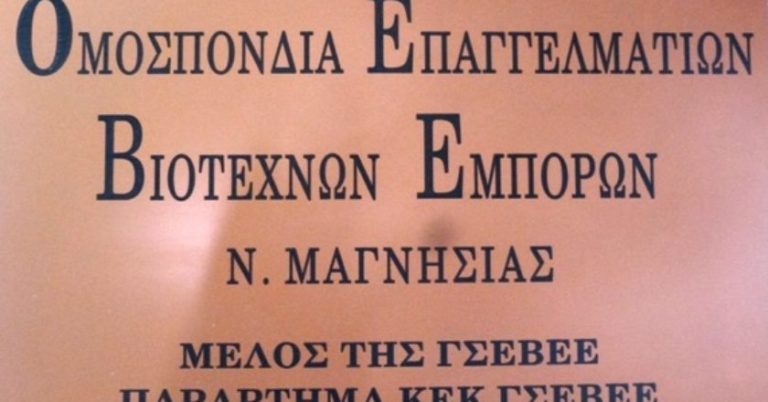 ΟΜΟΣΠΟΝΔΙΑ ΕΠΑΓΓΕΛΜΑΤΙΩΝ
ΒΙΟΤΕΧΝΩΝ ΕΜΠΟΡΩΝ
Ν. ΜΑΓΝΗΣΙΑΣ
ΜΕΛΟΣ ΤΗΣ ΓΣΕΒΕΕ
ΠΑΡΑΡΤΗΜΑ ΚΕΚ ΓΣΕΒΕΕ